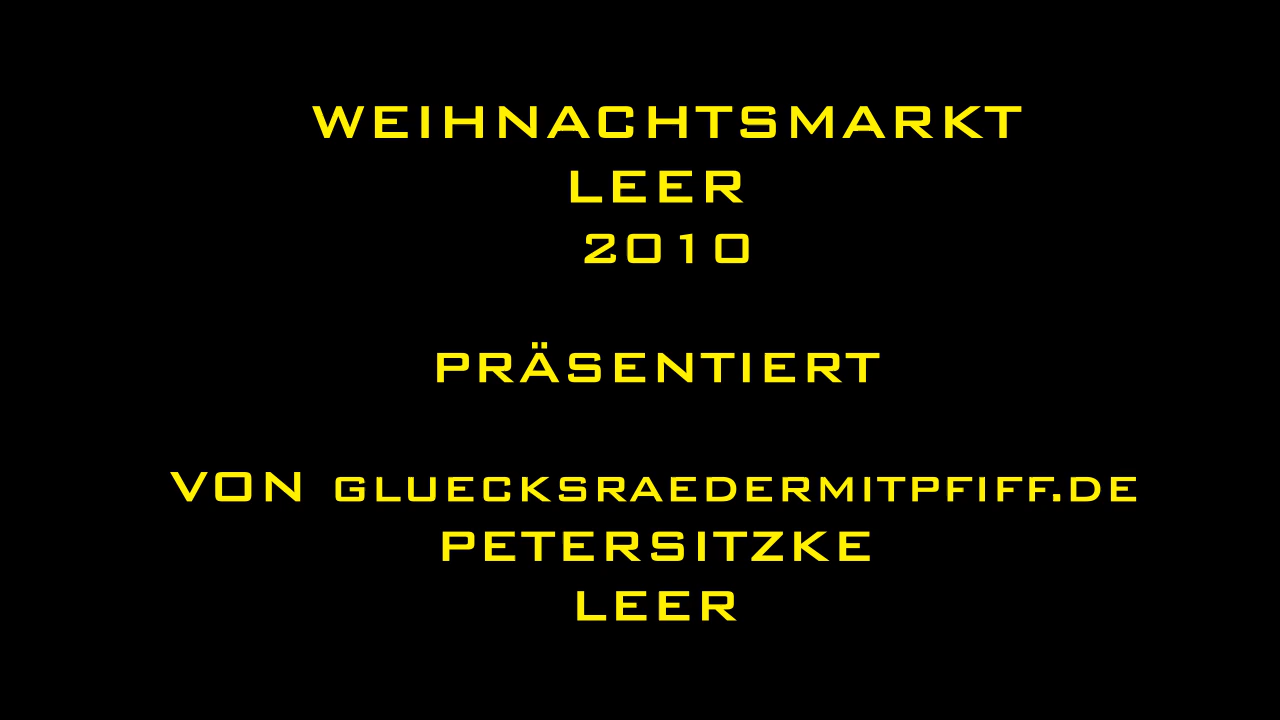 WEIHNACHTSMARKT
LEER
2010
PRÄSENTIERT
VON GLUECKSRAEDERMITPFIFF.DE
PETERSITZKE
LEER